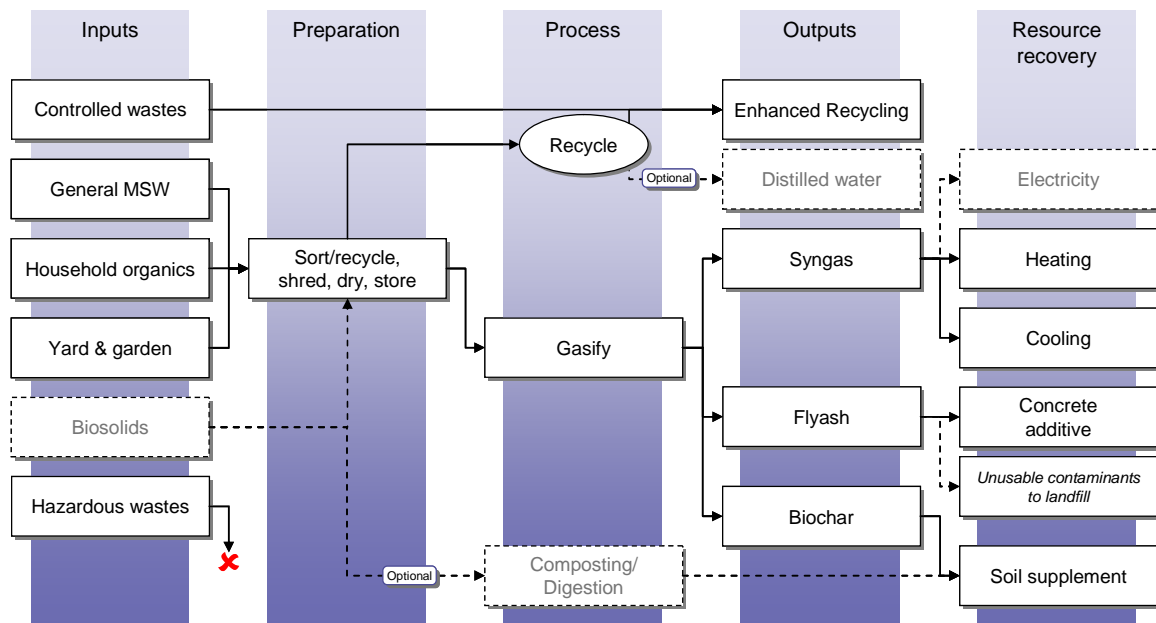 Inputs
Preparation
Process
Outputs
Resource
recovery
Controlled wastes
Enhanced Recycling
Recycle
Optional
Distilled water
Electricity
General MSW
Household organics
Sort/recycle,
shred, dry, store
Syngas
Heating
Yard & garden
Gasify
Cooling
Biosolids
Flyash
Concrete
additive
Hazardous wastes
Unusable contaminants
to landfill
Biochar
Optional
Composting/
Digestion
Soil supplement